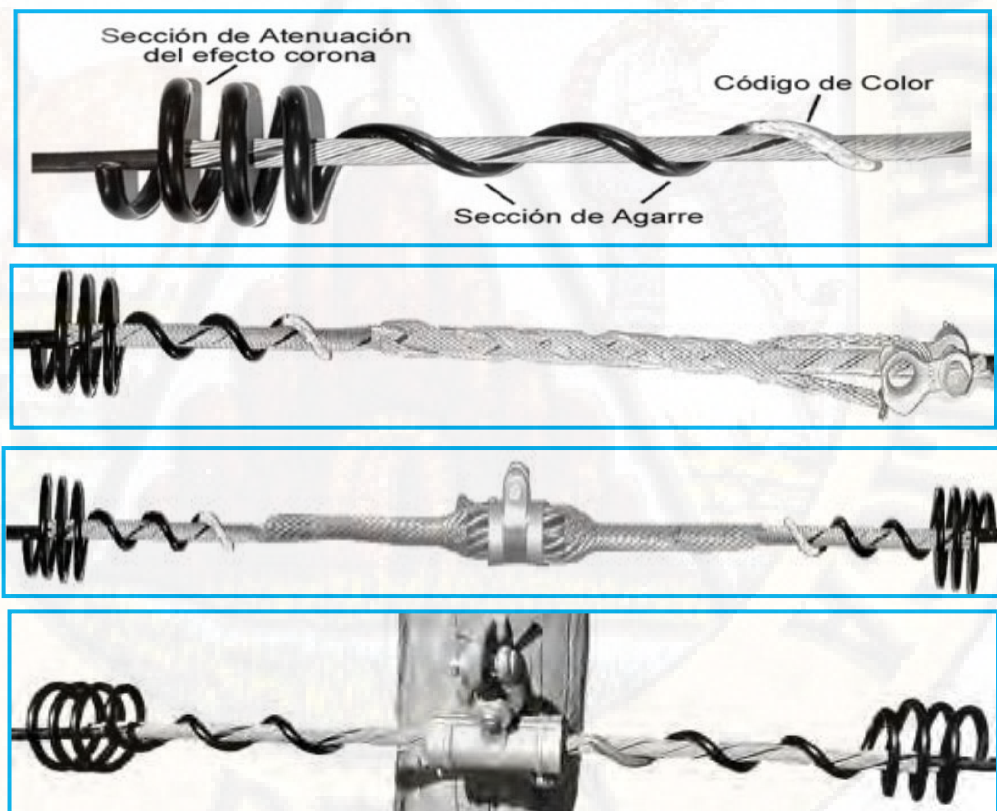 Sección de Atenuación
del efecto corona
Código de Color
Sección de Agarre